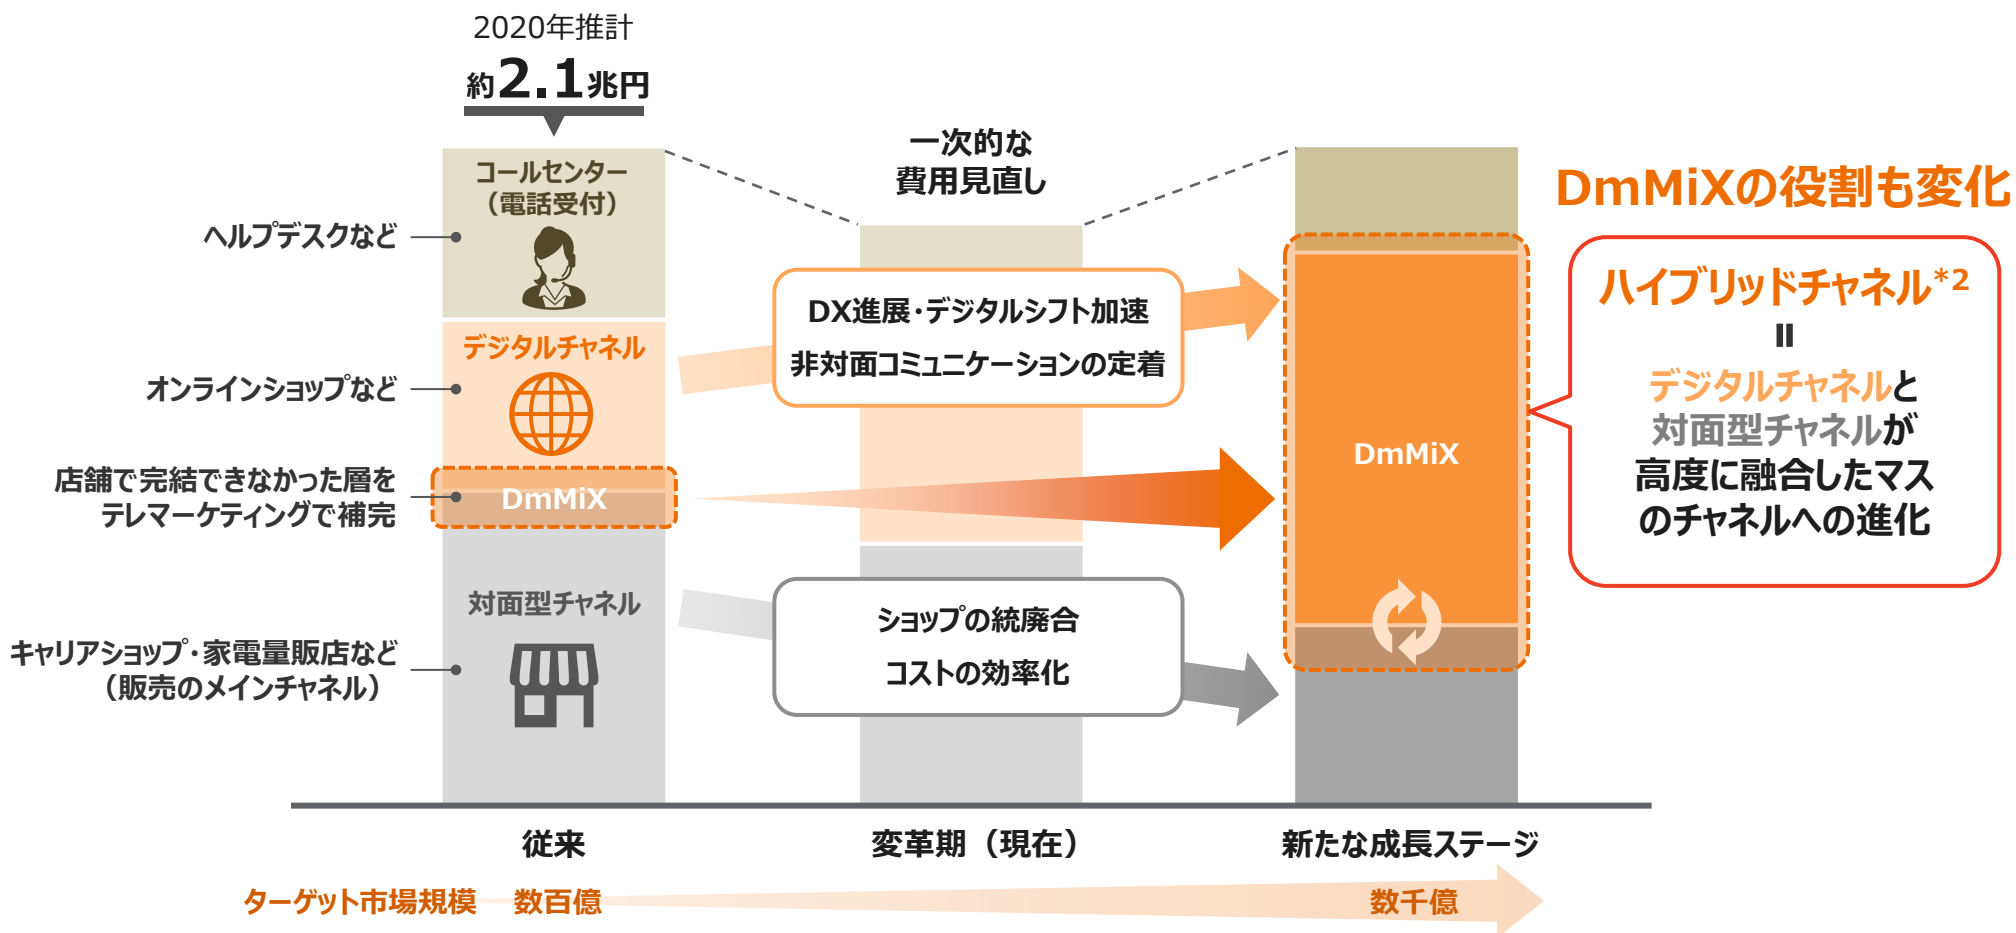 2020年推計
約2.1兆円
コールセンター
（電話受付）
ヘルプデスクなど
デジタルチャネル
オンラインショップなど
店舗で完結できなかった層を
テレマーケティングで補完
DmMiX
対面型チャネル
キャリアショップ・家電量販店など
（販売のメインチャネル）
一次的な
費用見直し
DX進展・デジタルシフト加速
非対面コミュニケーションの定着
ショップの統廃合
コストの効率化
DmMiX
DmMiXの役割も変化
ハイブリッドチャネル*2
=
デジタルチャネルと
対面型チャネルが
高度に融合したマス
のチャネルへの進化
従来
変革期（現在）
新たな成長ステージ
ターゲット市場規模
数百億
数千億